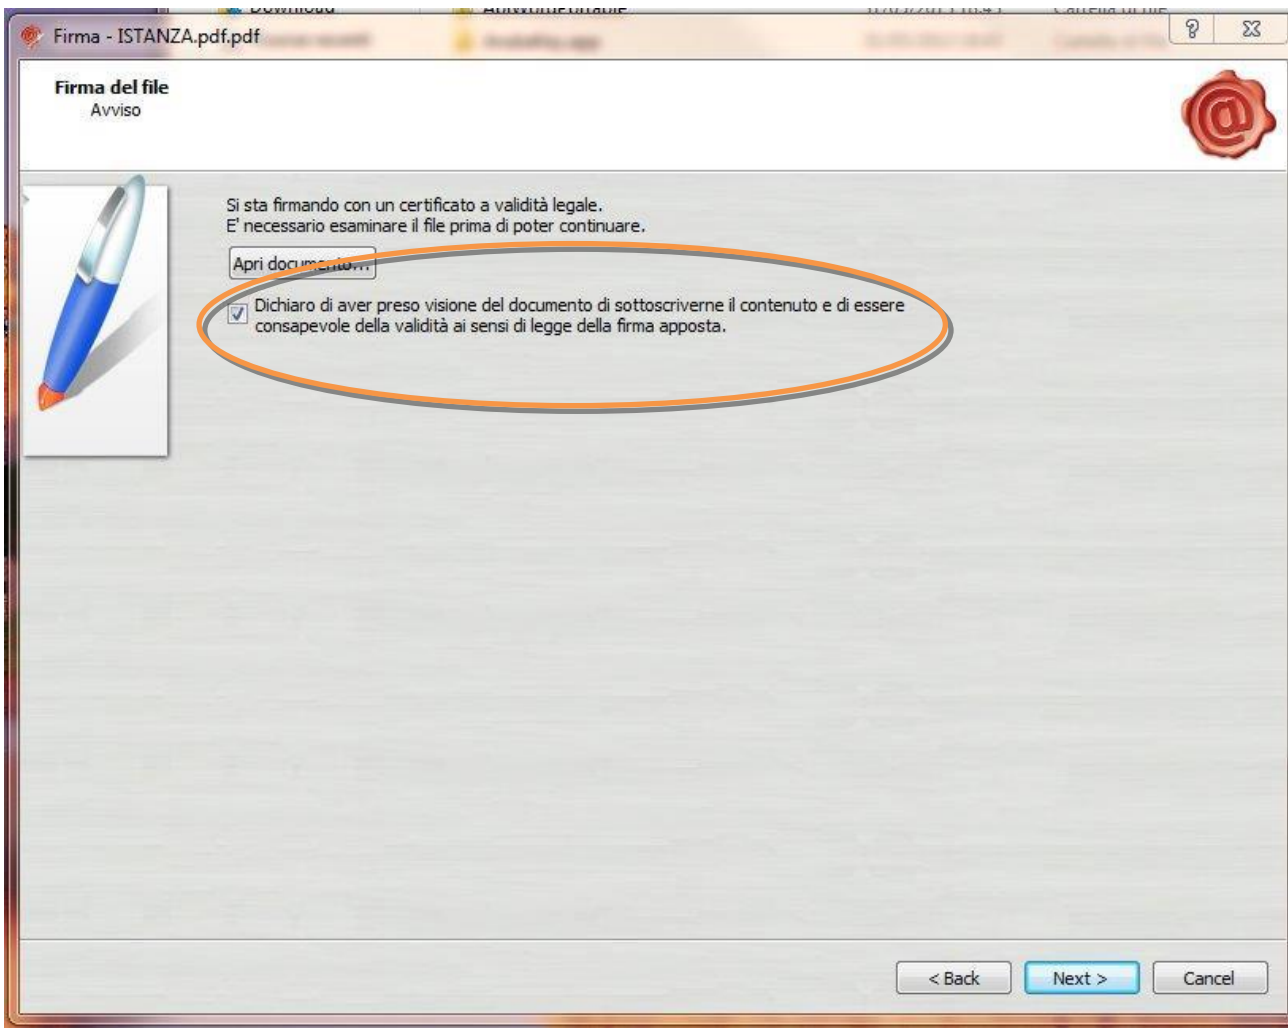 Download
AbiWordPortable
Firma - ISTANZA.pdf.pdf
?
Firma del file
Avviso
@
Si sta firmando con un certificato a validità legale.
E' necessario esaminare il file prima di poter continuare.
Apri documento...
Dichiaro di aver preso visione del documento di sottoscriverne il contenuto e di essere
consapevole della validità ai sensi di legge della firma apposta.
< Back Next > Cancel